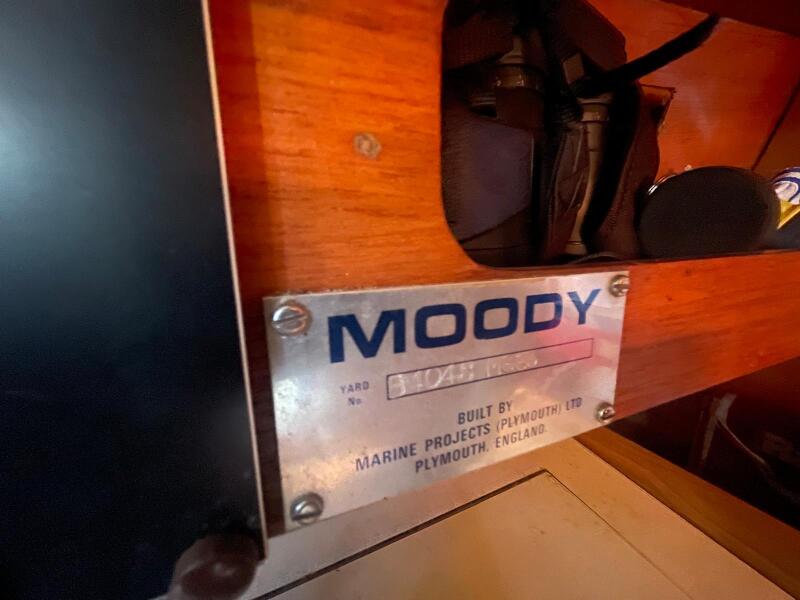 MOODY
YARD
No.
BUILT BY
MARINE PROJECTS (PLYMOUTH) LTD
PLYMOUTH, ENGLAND.